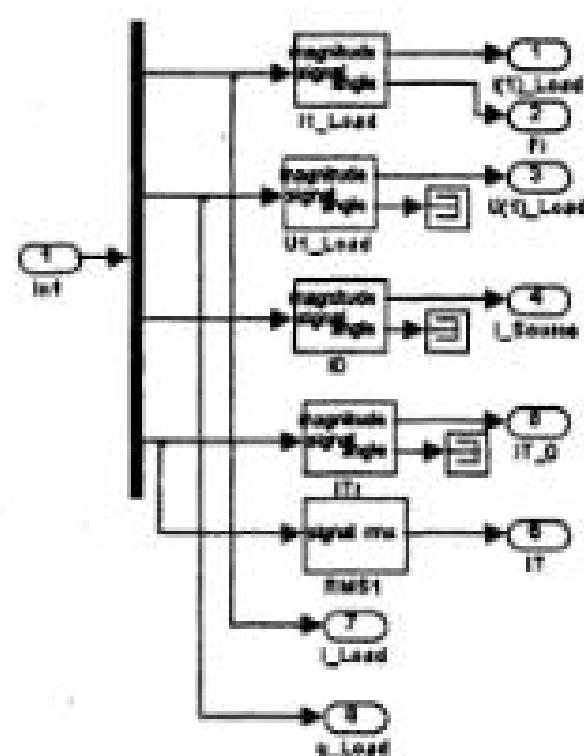 magnitude
signal
angle
I1_Load
1
I(1)_Load
2
Fi
magnitude
signal
angle
U1_Load
3
U(1)_Load
1
In1
magnitude
signal
angle
I0
4
I_Source
magnitude
signal
angle
IT1
5
IT_0
signal rms
RMS1
6
IT
7
i_Load
8
u_Load